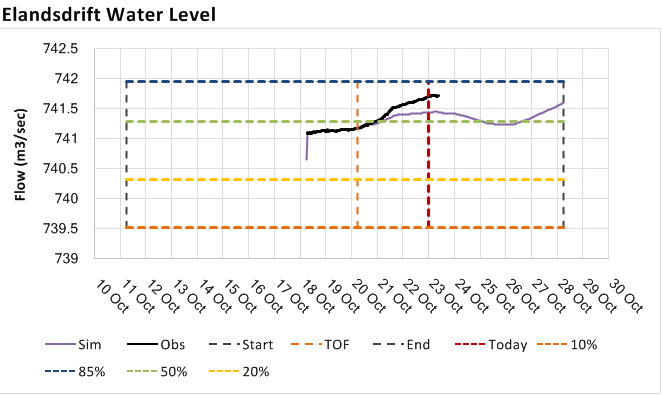 Elandsdrift Water Level
Flow (m3/sec)
742.5
742
741.5
741
740.5
740
739.5
739
10 Oct
11 Oct
12 Oct
13 Oct
14 Oct
15 Oct
16 Oct
17 Oct
18 Oct
19 Oct
20 Oct
21 Oct
22 Oct
23 Oct
24 Oct
25 Oct
26 Oct
27 Oct
28 Oct
29 Oct
30 Oct
Sim Obs Start TOF End Today 10%
85% 50% 20%